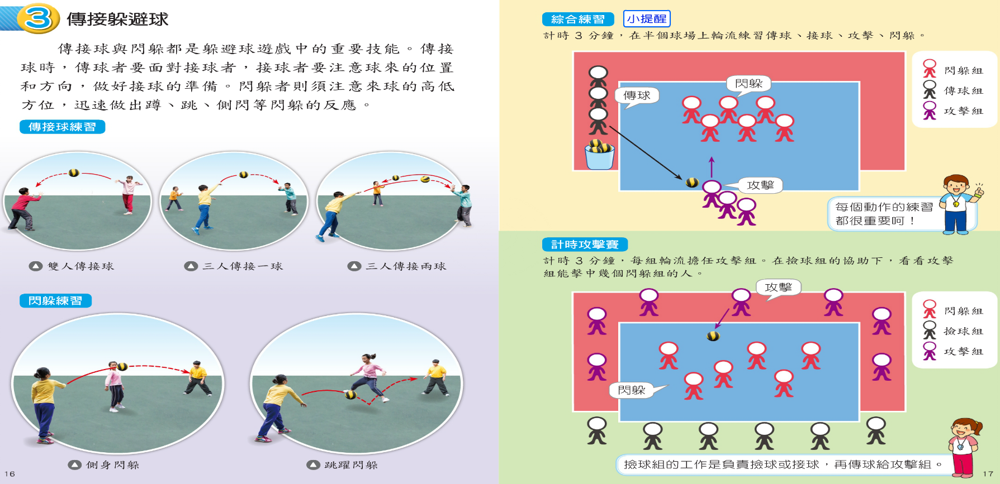 3 傳接躲避球
傳接球與閃躲都是躲避球遊戲中的重要技能。傳接
球時，傳球者要面對接球者，接球者要注意球來的位置
和方向，做好接球的準備。閃躲者則須注意來球的高低
方位，迅速做出蹲、跳、側閃等閃躲的反應。
傳接球練習
雙人傳接球
三人傳接一球
三人傳接兩球
閃躲練習
側身閃躲
跳躍閃躲
16
綜合練習 小提醒
計時 3 分鐘，在半個球場上輪流練習傳球、接球、攻擊、閃躲。
閃躲
傳球
攻擊
閃躲組
傳球組
攻擊組
每個動作的練習
都很重要呵！
計時攻擊賽
計時 3 分鐘，每組輪流擔任攻擊組。在撿球組的協助下，看看攻擊
組能擊中幾個閃躲組的人。
攻擊
閃躲
閃躲組
撿球組
攻擊組
撿球組的工作是負責撿球或接球，再傳球給攻擊組。
17